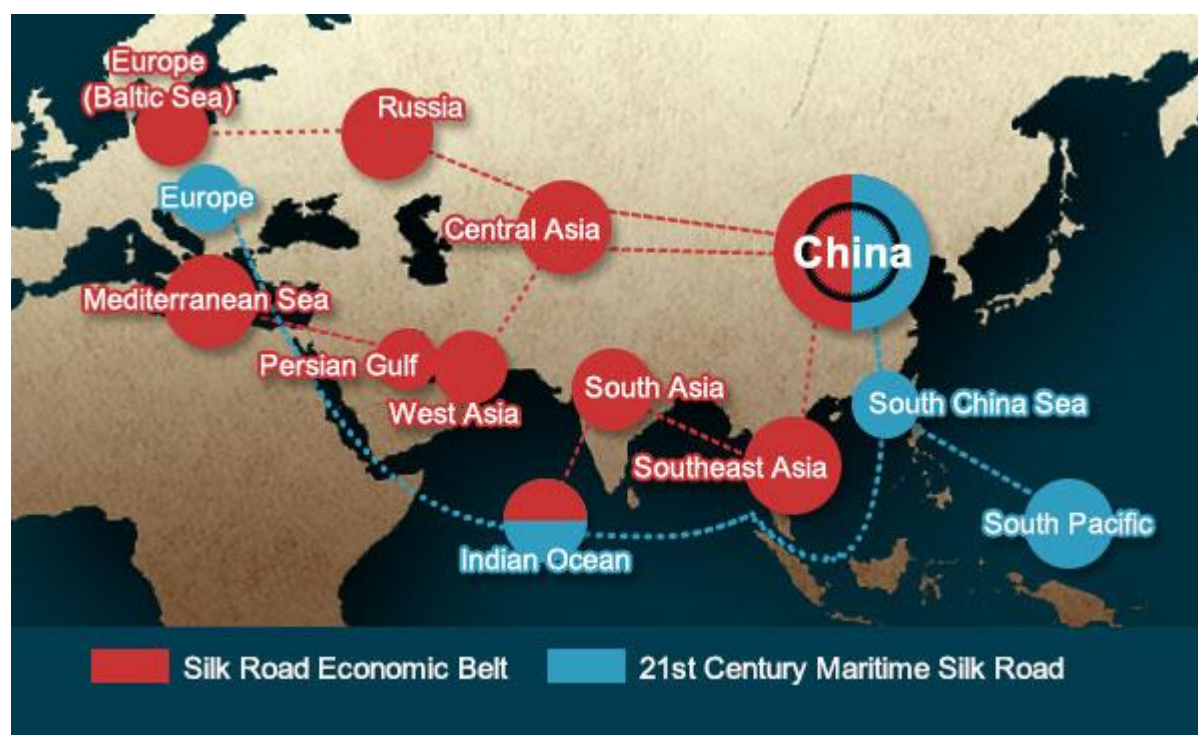 Europe
(Baltic Sea)
Russia
Europe
Central Asia
China
Mediterranean Sea
Persian Gulf
West Asia
South Asia
South China Sea
Southeast Asia
South Pacific
Indian Ocean
Silk Road Economic Belt
21st Century Maritime Silk Road